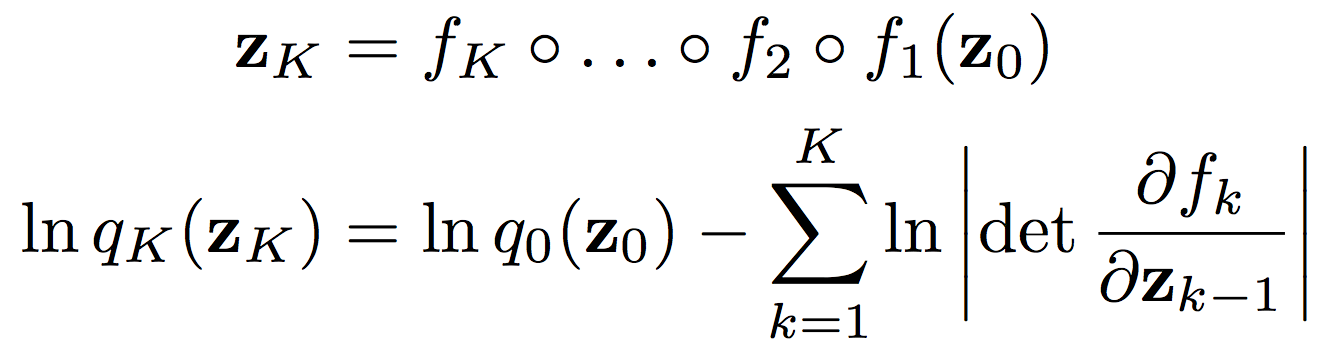 𝐳_K = f_K ∘ … ∘ f_2 ∘ f_1(𝐳_0)
ln q_K(𝐳_K) = ln q_0(𝐳_0) − ∑_{k=1}^{K} ln |det ∂f_k / ∂𝐳_{k−1}|